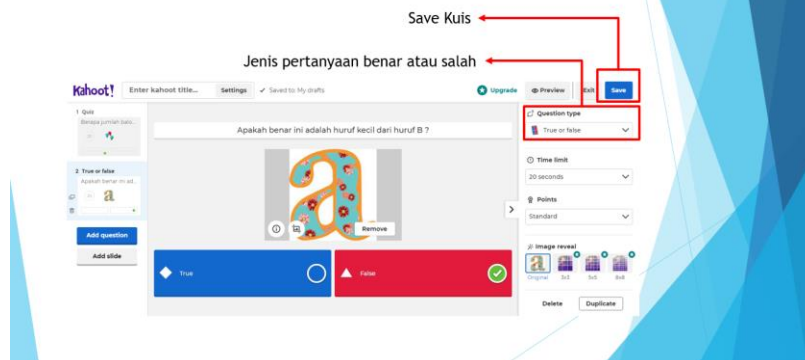 Save Kuis
Jenis pertanyaan benar atau salah
Kahoot! Enter kahoot title... Settings ✓ Saved to: My drafts Upgrade Preview Exit Save
1 Quiz
Berapa jumlah balo...
2 True or false
Apakah benar ini ad...
Add question
Add slide
Apakah benar ini adalah huruf kecil dari huruf B ?
a
Remove
True
False
Question type
True or false
Time limit
20 seconds
Points
Standard
Image reveal
Original 3x3 5x5 8x8
Delete Duplicate